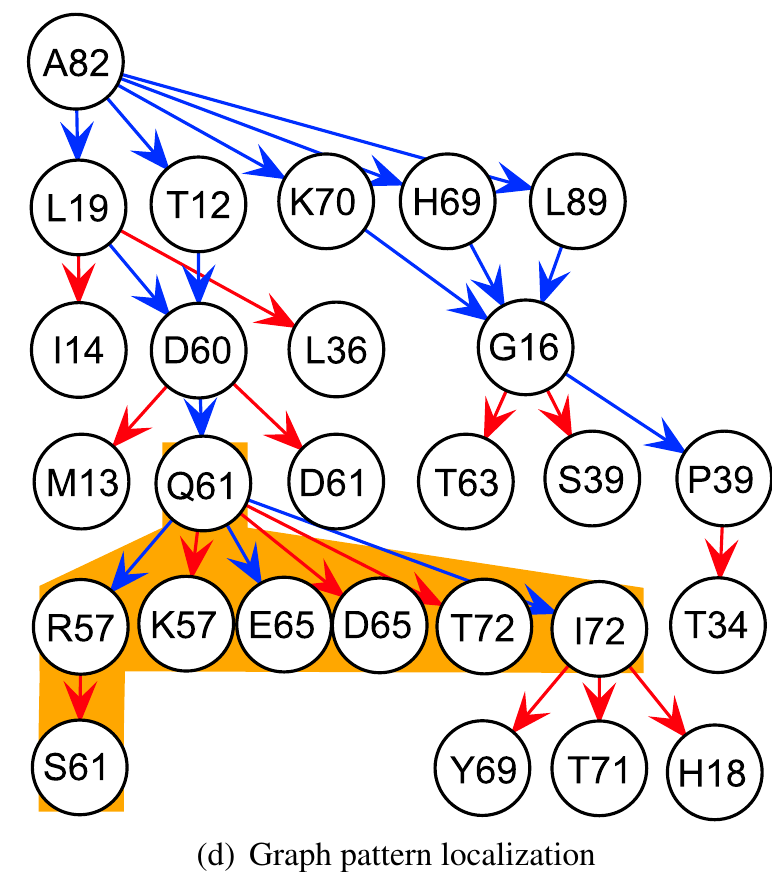 A82
L19 T12 K70 H69 L89
I14 D60 L36 G16
M13 Q61 D61 T63 S39 P39
R57 K57 E65 D65 T72 I72 T34
S61 Y69 T71 H18
(d) Graph pattern localization